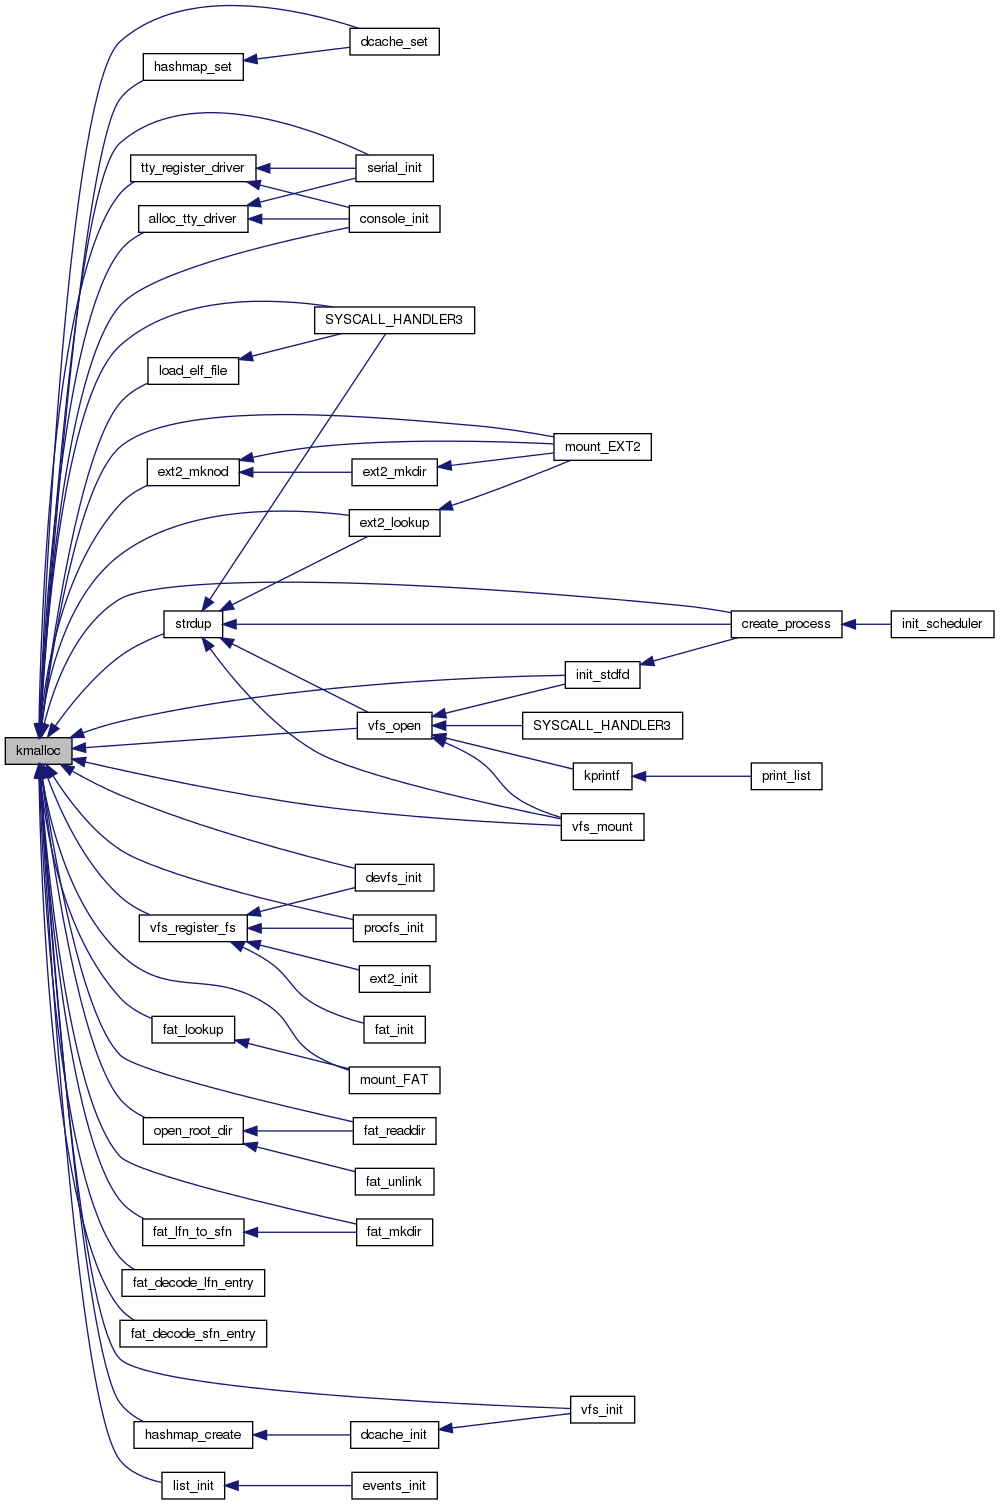 dcache_set
hashmap_set
tty_register_driver
serial_init
alloc_tty_driver
console_init
SYSCALL_HANDLER3
load_elf_file
mount_EXT2
ext2_mknod
ext2_mkdir
ext2_lookup
strdup
create_process
init_scheduler
init_stdfd
vfs_open
SYSCALL_HANDLER3
kmalloc
kprintf
print_list
vfs_mount
devfs_init
vfs_register_fs
procfs_init
ext2_init
fat_lookup
fat_init
mount_FAT
open_root_dir
fat_readdir
fat_unlink
fat_lfn_to_sfn
fat_mkdir
fat_decode_lfn_entry
fat_decode_sfn_entry
vfs_init
hashmap_create
dcache_init
list_init
events_init